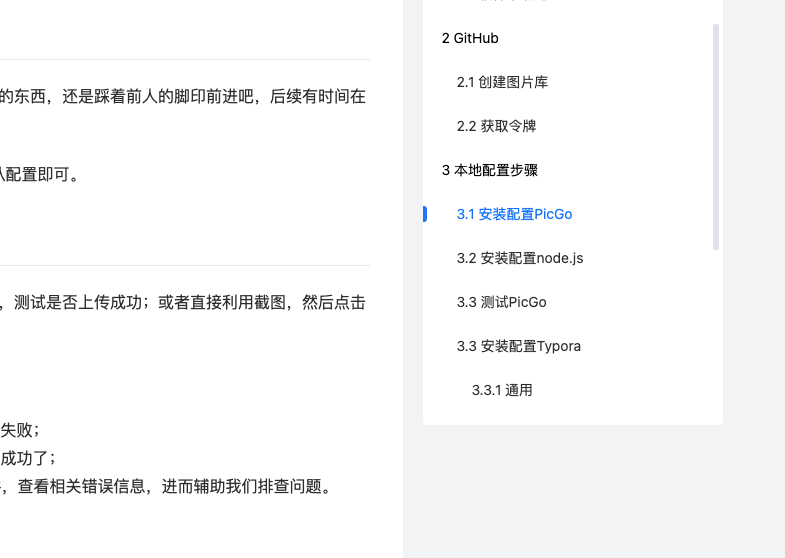 的东西，还是踩着前人的脚印前进吧，后续有时间在
配置即可。
，测试是否上传成功；或者直接利用截图，然后点击
失败；
成功了；
，查看相关错误信息，进而辅助我们排查问题。
2 GitHub
2.1 创建图片库
2.2 获取令牌
3 本地配置步骤
3.1 安装配置PicGo
3.2 安装配置node.js
3.3 测试PicGo
3.3 安装配置Typora
3.3.1 通用